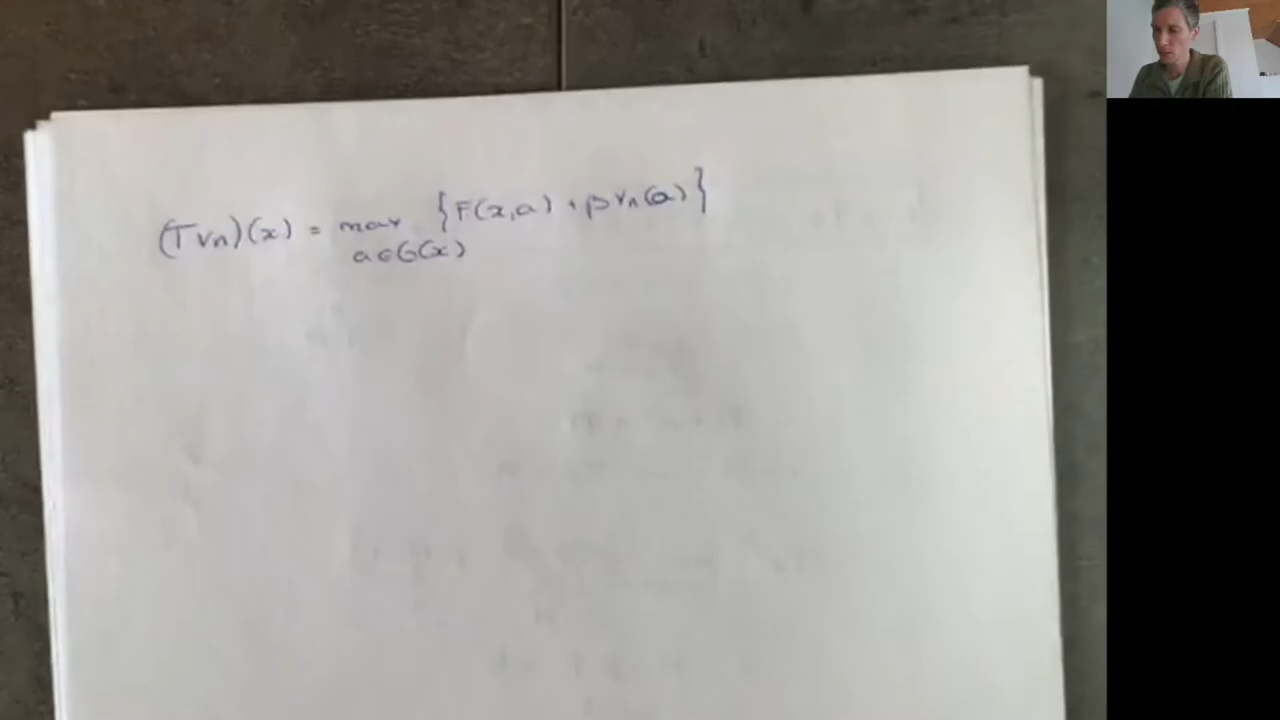 (Tvn)(x) = max {F(x,a) + βvn(a)}
a∈G(x)